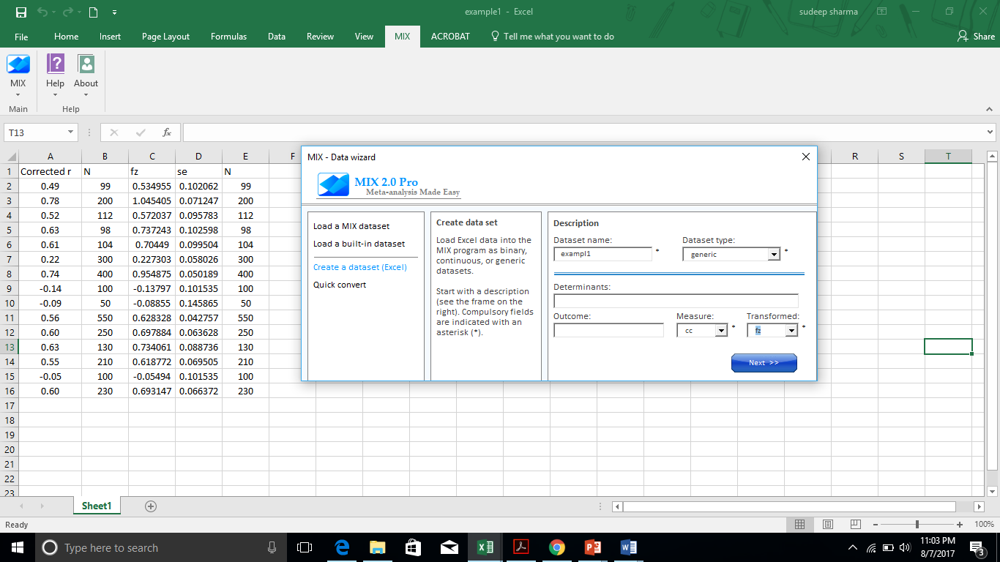 example1 - Excel
sudeep sharma
File Home Insert Page Layout Formulas Data Review View MIX ACROBAT Tell me what you want to do Share
MIX Help About
Main Help
T13 fx
A B C D E F R S T
1 Corrected r N fz se N
2 0.49 99 0.534955 0.102062 99
3 0.78 200 1.045405 0.071247 200
4 0.52 112 0.572037 0.095783 112
5 0.63 98 0.737243 0.102598 98
6 0.61 104 0.70449 0.099504 104
7 0.22 300 0.227303 0.058026 300
8 0.74 400 0.954875 0.050189 400
9 -0.14 100 -0.13797 0.101535 100
10 -0.09 50 -0.08855 0.145865 50
11 0.56 550 0.628328 0.042757 550
12 0.60 250 0.697884 0.063628 250
13 0.63 130 0.734061 0.088736 130
14 0.55 210 0.618772 0.069505 210
15 -0.05 100 -0.05494 0.101535 100
16 0.60 230 0.693147 0.066372 230
17
18
19
20
21
22
23
MIX - Data wizard
MIX 2.0 Pro
Meta-analysis Made Easy
Load a MIX dataset
Load a built-in dataset
Create a dataset (Excel)
Quick convert
Create data set
Load Excel data into the
MIX program as binary,
continuous, or generic
datasets.
Start with a description
(see the frame on the
right). Compulsory fields
are indicated with an
asterisk (*).
Description
Dataset name: Dataset type:
exampl1 * generic *
Determinants:
Outcome: Measure: Transformed:
cc * fz *
Next >>
Sheet1
Ready
100%
Type here to search
11:03 PM
8/7/2017
3